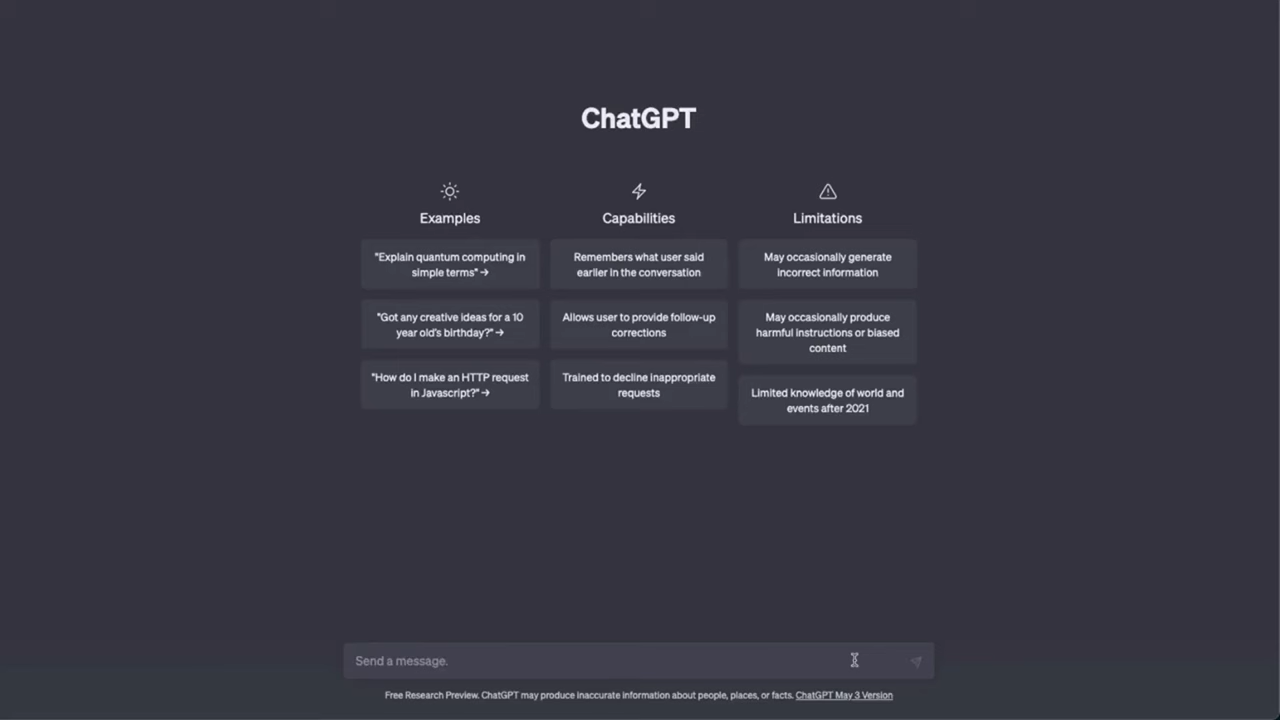 ChatGPT
Examples
"Explain quantum computing in
simple terms" →
"Got any creative ideas for a 10
year old's birthday?" →
"How do I make an HTTP request
in Javascript?" →
Capabilities
Remembers what user said
earlier in the conversation
Allows user to provide follow-up
corrections
Trained to decline inappropriate
requests
Limitations
May occasionally generate
incorrect information
May occasionally produce
harmful instructions or biased
content
Limited knowledge of world and
events after 2021
Send a message.
Free Research Preview. ChatGPT may produce inaccurate information about people, places, or facts. ChatGPT May 3 Version